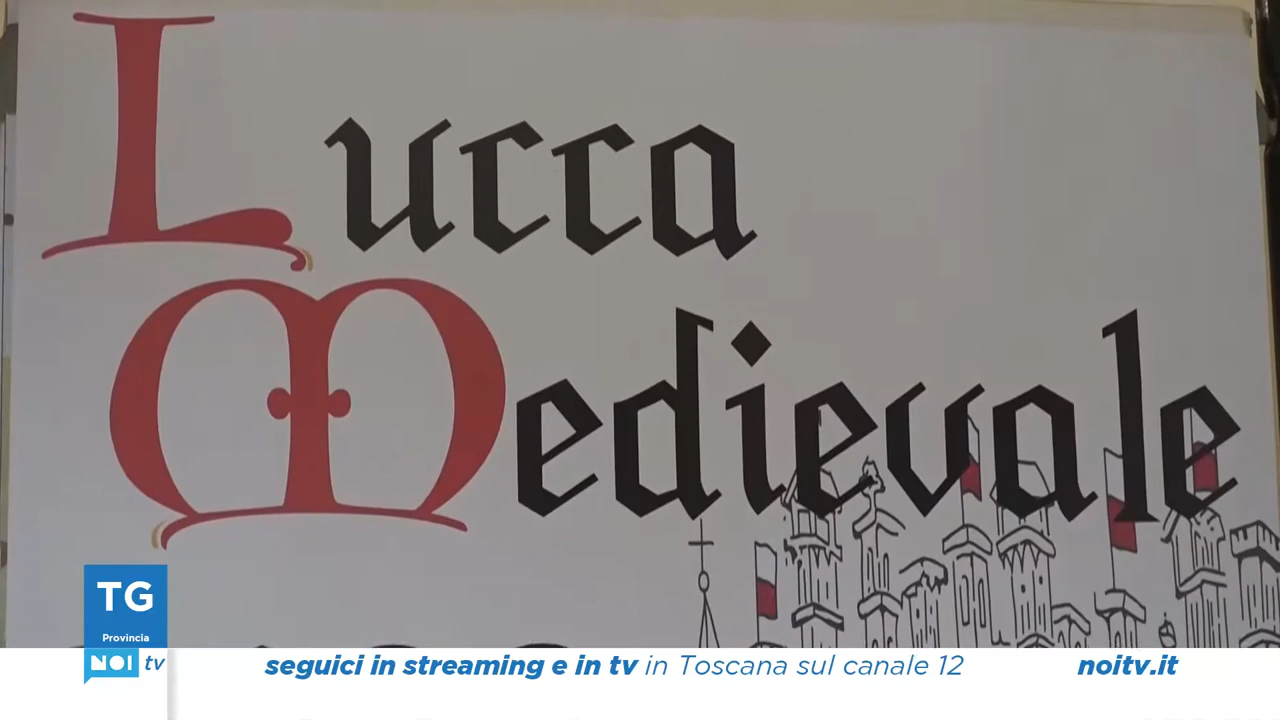 Lucca
Medievale
TG
Provincia
NOI tv
seguici in streaming e in tv in Toscana sul canale 12
noitv.it